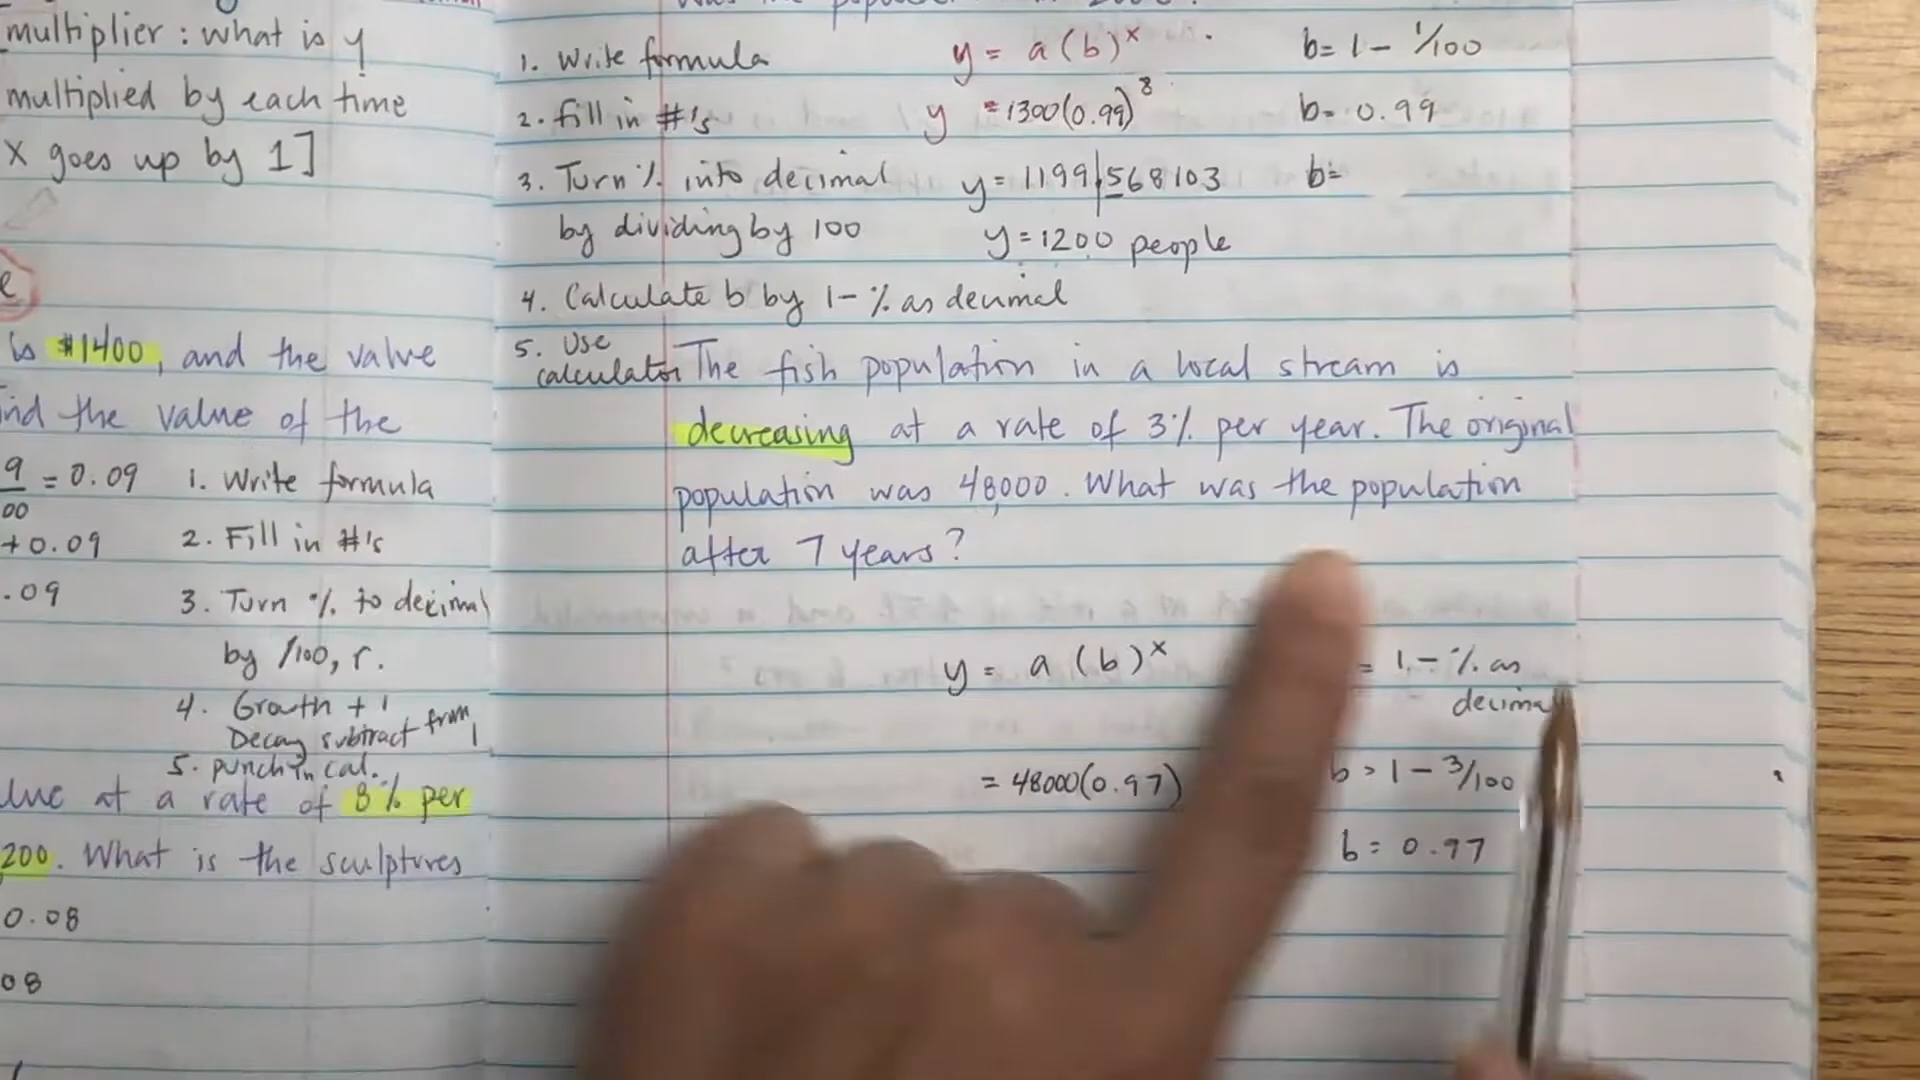 multiplier: what is y
multiplied by each time
x goes up by 1]
is $1400, and the value
the value of the
9 = 0.09
00
+0.09
.09
1. Write formula
2. Fill in #'s
3. Turn % to decimal
by /100, r.
4. Growth + 1
Decay subtract from 1
5. punch in cal.
at a rate of 8% per
200. What is the sculptures
0.08
08
1. Write formula
y = a (b)^x
b = 1 - 1/100
2. fill in #'s
y = 1300(0.99)^8
b = 0.99
3. Turn % into decimal
y = 1199|568103
b =
by dividing by 100
y = 1200 people
4. Calculate b by 1 - % as decimal
5. Use
calculator
The fish population in a local stream is
decreasing at a rate of 3% per year. The original
population was 48000. What was the population
after 7 years?
y = a (b)^x
= 1 - % as
= 48000(0.97)
b = 1 - 3/100
b = 0.97